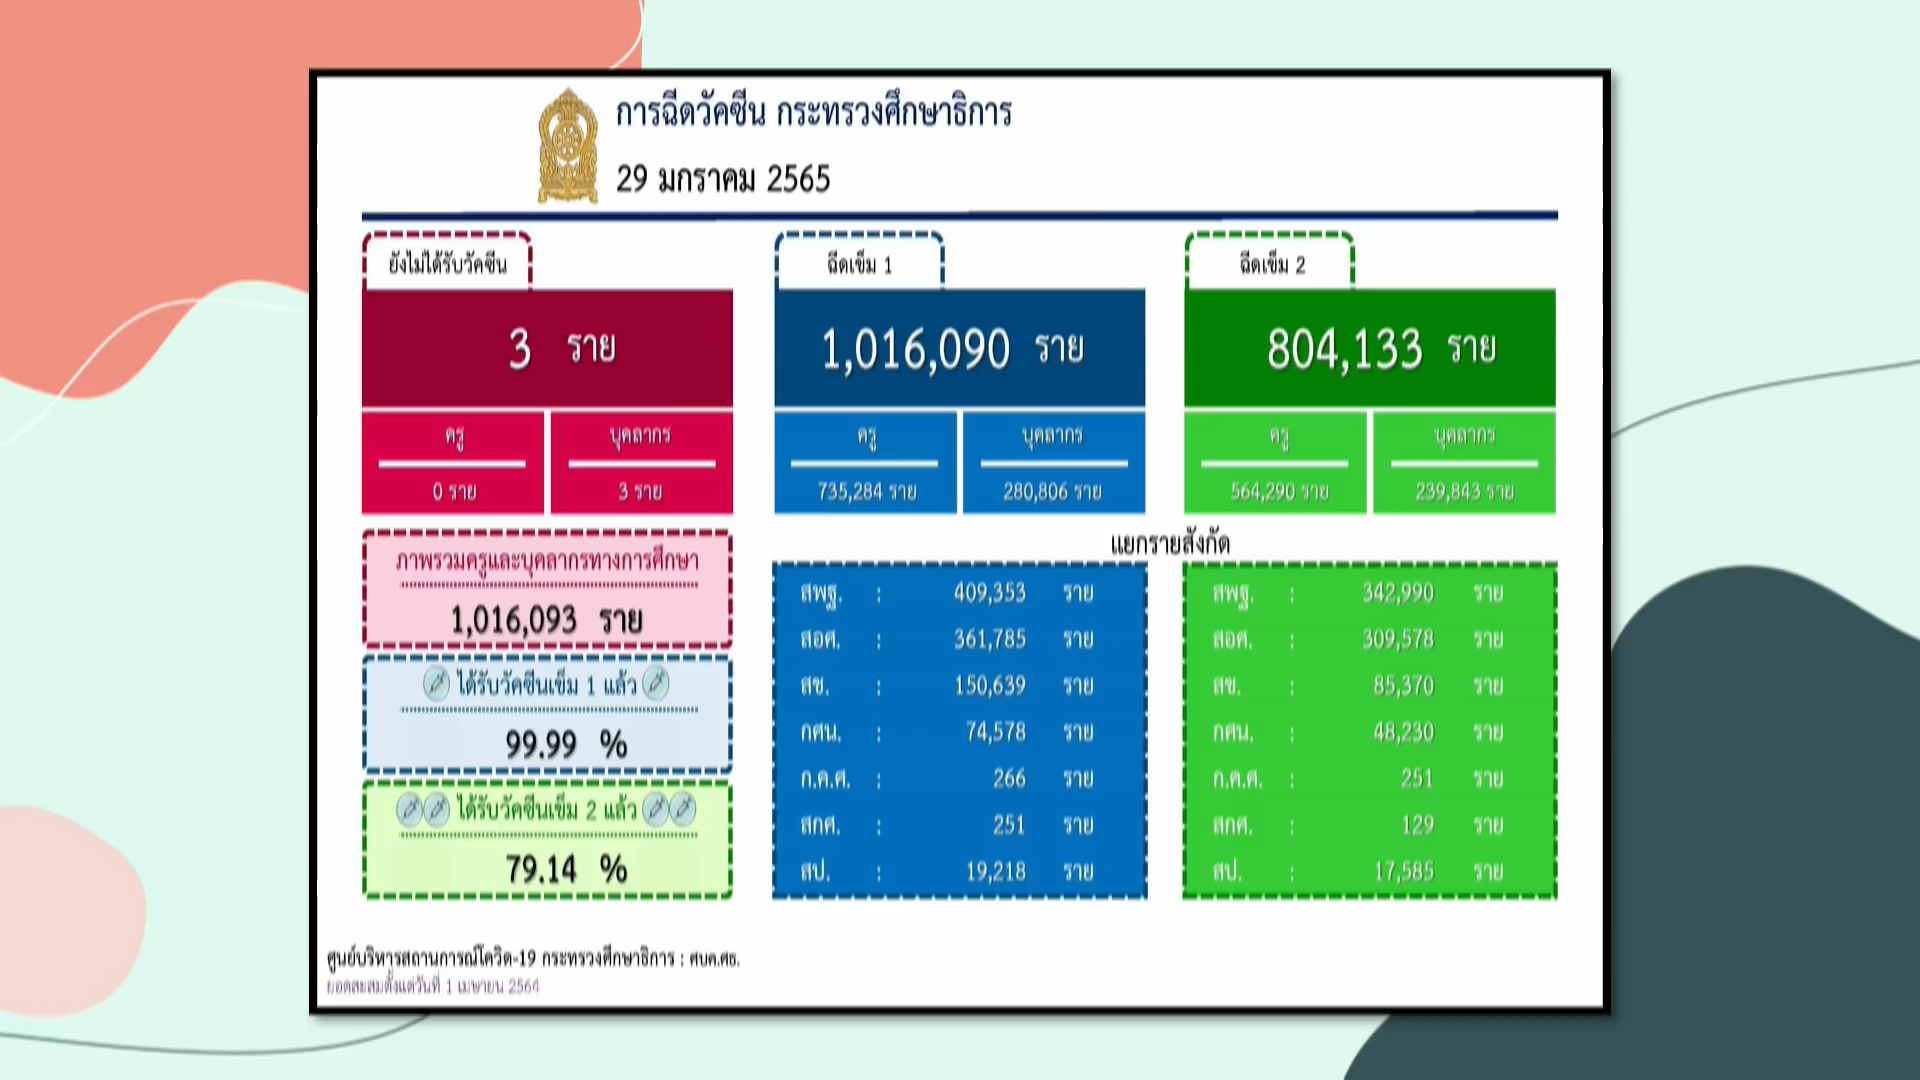 การฉีดวัคซีน กระทรวงศึกษาธิการ
29 มกราคม 2565
ยังไม่ได้รับวัคซีน
3 ราย
ครู
บุคลากร
0 ราย
3 ราย
ฉีดเข็ม 1
1,016,090 ราย
ครู
บุคลากร
735,284 ราย
280,806 ราย
ฉีดเข็ม 2
804,133 ราย
ครู
บุคลากร
564,290 ราย
239,843 ราย
ภาพรวมครูและบุคลากรทางการศึกษา
1,016,093 ราย
ได้รับวัคซีนเข็ม 1 แล้ว
99.99 %
ได้รับวัคซีนเข็ม 2 แล้ว
79.14 %
แยกรายสังกัด
สพฐ. : 409,353 ราย
สอศ. : 361,785 ราย
สช. : 150,639 ราย
กศน. : 74,578 ราย
ก.ค.ศ. : 266 ราย
สกศ. : 251 ราย
สป. : 19,218 ราย
สพฐ. : 342,990 ราย
สอศ. : 309,578 ราย
สช. : 85,370 ราย
กศน. : 48,230 ราย
ก.ค.ศ. : 251 ราย
สกศ. : 129 ราย
สป. : 17,585 ราย
ศูนย์บริหารสถานการณ์โควิด-19 กระทรวงศึกษาธิการ : ศบค.ศธ.
ยอดสะสมตั้งแต่วันที่ 1 เมษายน 2564